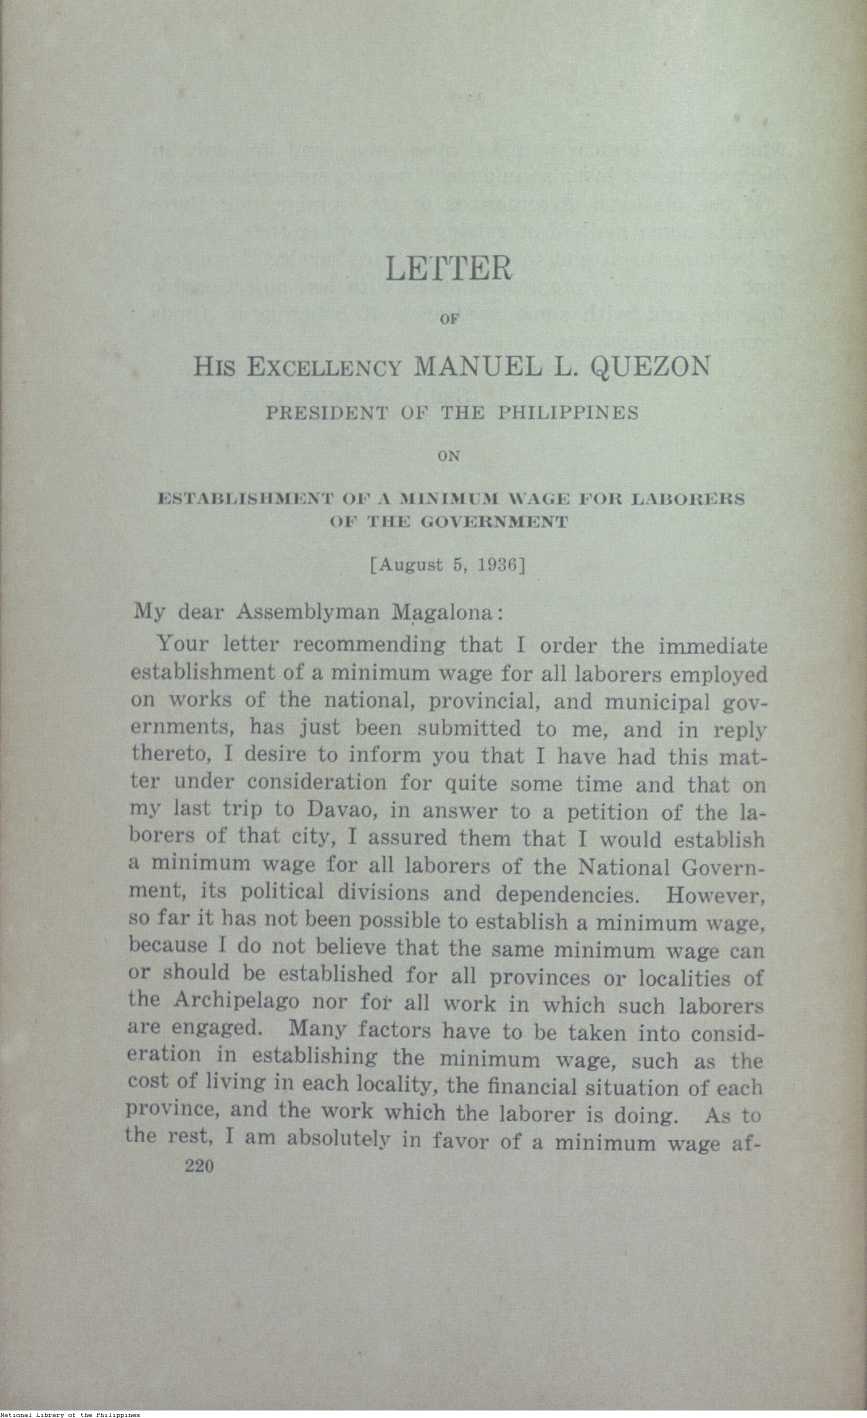 LETTER
OF
HIS EXCELLENCY MANUEL L. QUEZON
PRESIDENT OF THE PHILIPPINES
ON
ESTABLISHMENT OF A MINIMUM WAGE FOR LABORERS
OF THE GOVERNMENT
[August 5, 1936]
My dear Assemblyman Magalona:
Your letter recommending that I order the immediate
establishment of a minimum wage for all laborers employed
on works of the national, provincial, and municipal gov-
ernments, has just been submitted to me, and in reply
thereto, I desire to inform you that I have had this mat-
ter under consideration for quite some time and that on
my last trip to Davao, in answer to a petition of the la-
borers of that city, I assured them that I would establish
a minimum wage for all laborers of the National Govern-
ment, its political divisions and dependencies. However,
so far it has not been possible to establish a minimum wage,
because I do not believe that the same minimum wage can
or should be established for all provinces or localities of
the Archipelago nor for all work in which such laborers
are engaged. Many factors have to be taken into consid-
eration in establishing the minimum wage, such as the
cost of living in each locality, the financial situation of each
province, and the work which the laborer is doing. As to
the rest, I am absolutely in favor of a minimum wage af-
220
National Library of the Philippines